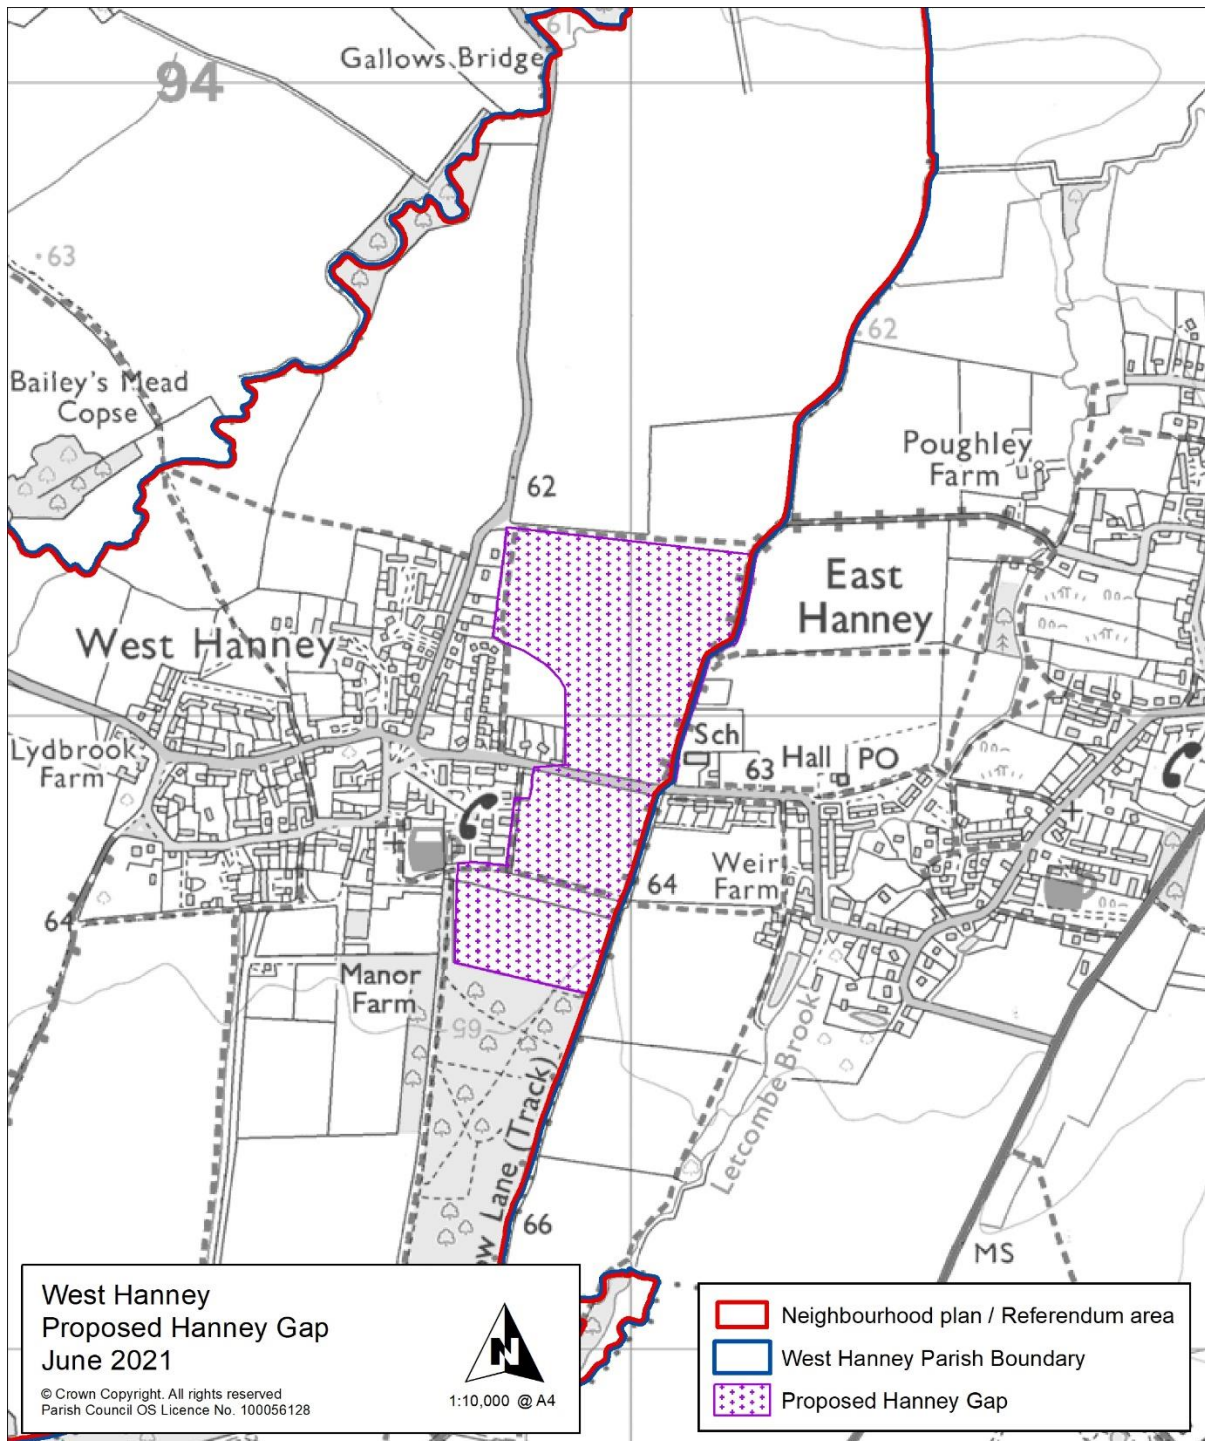 61
Gallows Bridge
94
63
62
Bailey's Mead
Copse
Poughley
Farm
62
East
Hanney
West Hanney
Sch
Lydbrook
Farm
63
Hall
PO
Weir
Farm
64
64
Manor
Farm
65
Letcombe Brook
ow Lane (Track)
66
MS
West Hanney
Proposed Hanney Gap
June 2021
© Crown Copyright. All rights reserved
Parish Council OS Licence No. 100056128
N
1:10,000 @ A4
Neighbourhood plan / Referendum area
West Hanney Parish Boundary
Proposed Hanney Gap